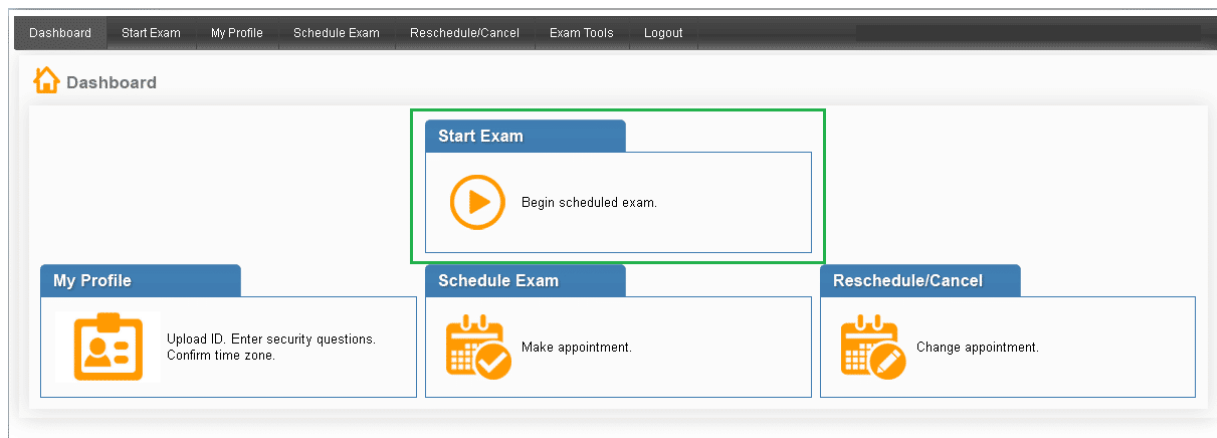 Dashboard Start Exam My Profile Schedule Exam Reschedule/Cancel Exam Tools Logout
Dashboard
Start Exam
Begin scheduled exam.
My Profile
Upload ID. Enter security questions.
Confirm time zone.
Schedule Exam
Make appointment.
Reschedule/Cancel
Change appointment.